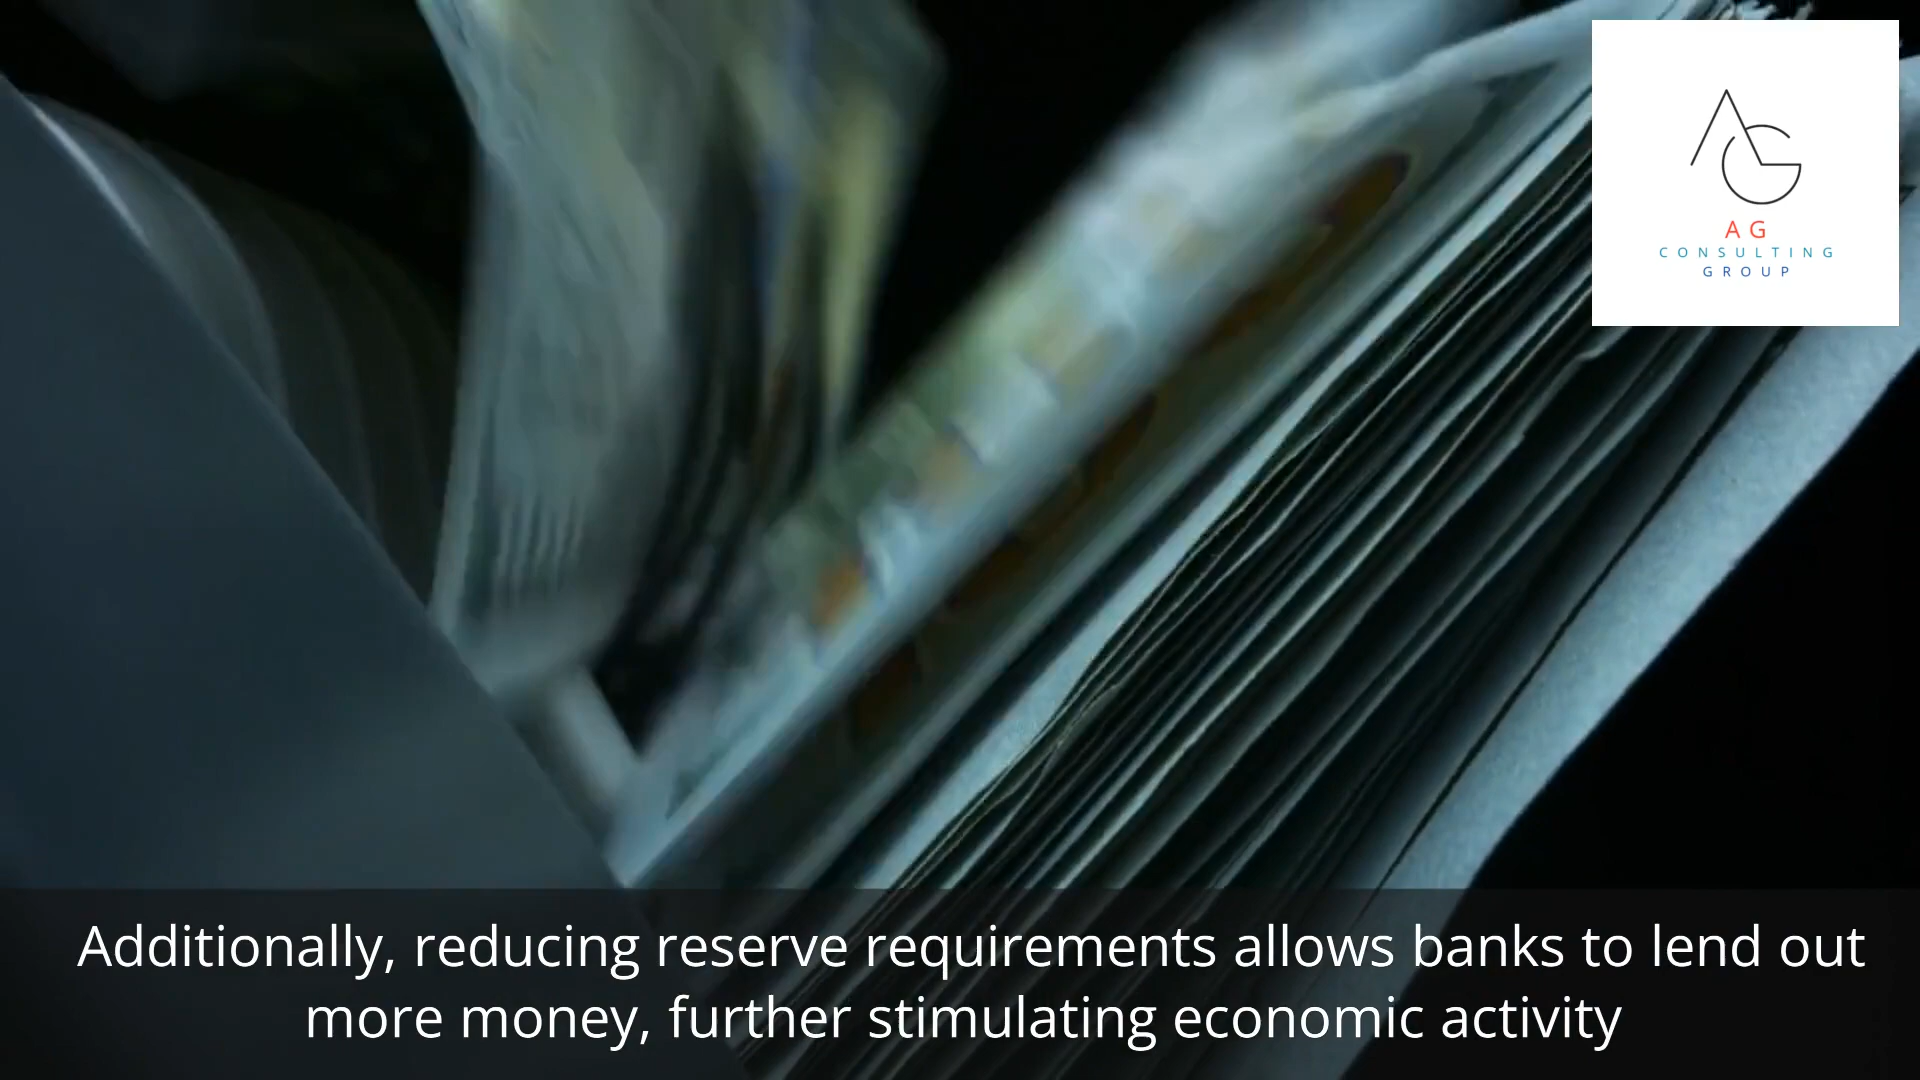 AG
CONSULTING
GROUP
Additionally, reducing reserve requirements allows banks to lend out
more money, further stimulating economic activity